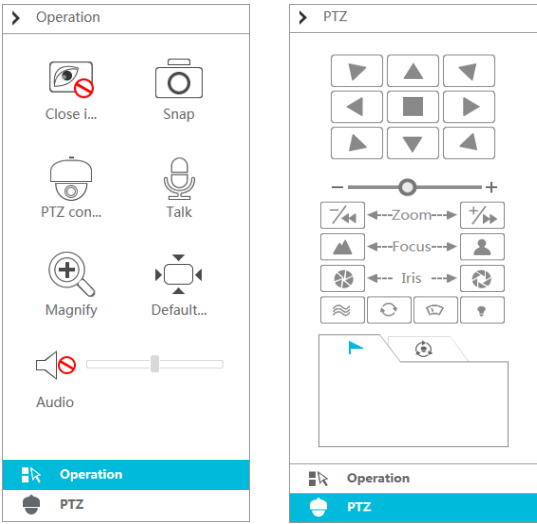 Operation
Close i...
Snap
PTZ con...
Talk
Magnify
Default...
Audio
Operation
PTZ
PTZ
Zoom
Focus
Iris
Operation
PTZ